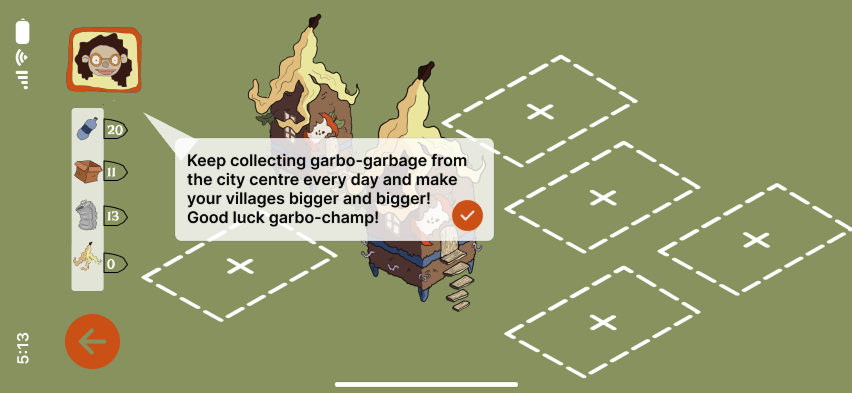 20
11
13
0
Keep collecting garbo-garbage from
the city centre every day and make
your villages bigger and bigger!
Good luck garbo-champ!
5:13